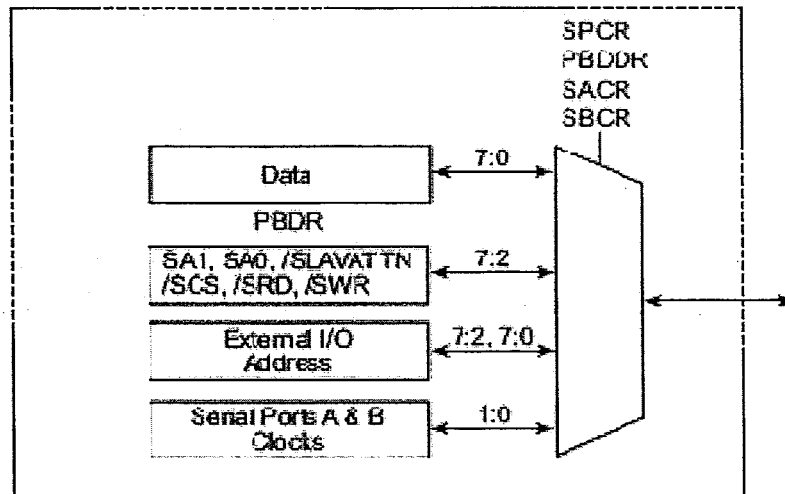 SPCR
PBDDR
SACR
SBCR
Data
7:0
PBDR
SA1, SA0, /SLAVATTN
/SCS, /SRD, /SWR
7:2
External I/O
Address
7:2, 7:0
Serial Ports A & B
Clocks
1:0